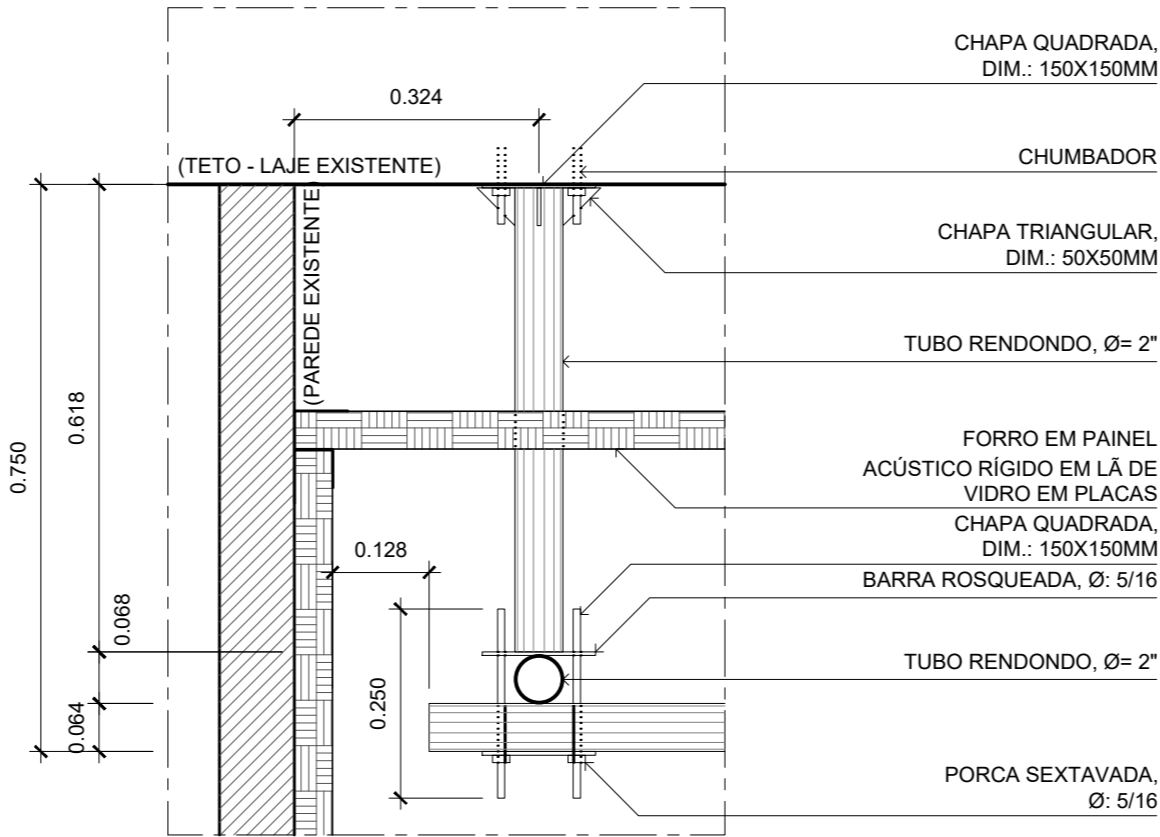 CHAPA QUADRADA,
DIM.: 150X150MM
0.324
(TETO - LAJE EXISTENTE)
CHUMBADOR
(PAREDE EXISTENTE)
CHAPA TRIANGULAR,
DIM.: 50X50MM
TUBO RENDONDO, Ø= 2"
0.618
0.750
FORRO EM PAINEL
ACÚSTICO RÍGIDO EM LÃ DE
VIDRO EM PLACAS
CHAPA QUADRADA,
DIM.: 150X150MM
0.128
BARRA ROSQUEADA, Ø: 5/16
0.068
TUBO RENDONDO, Ø= 2"
0.250
0.064
PORCA SEXTAVADA,
Ø: 5/16